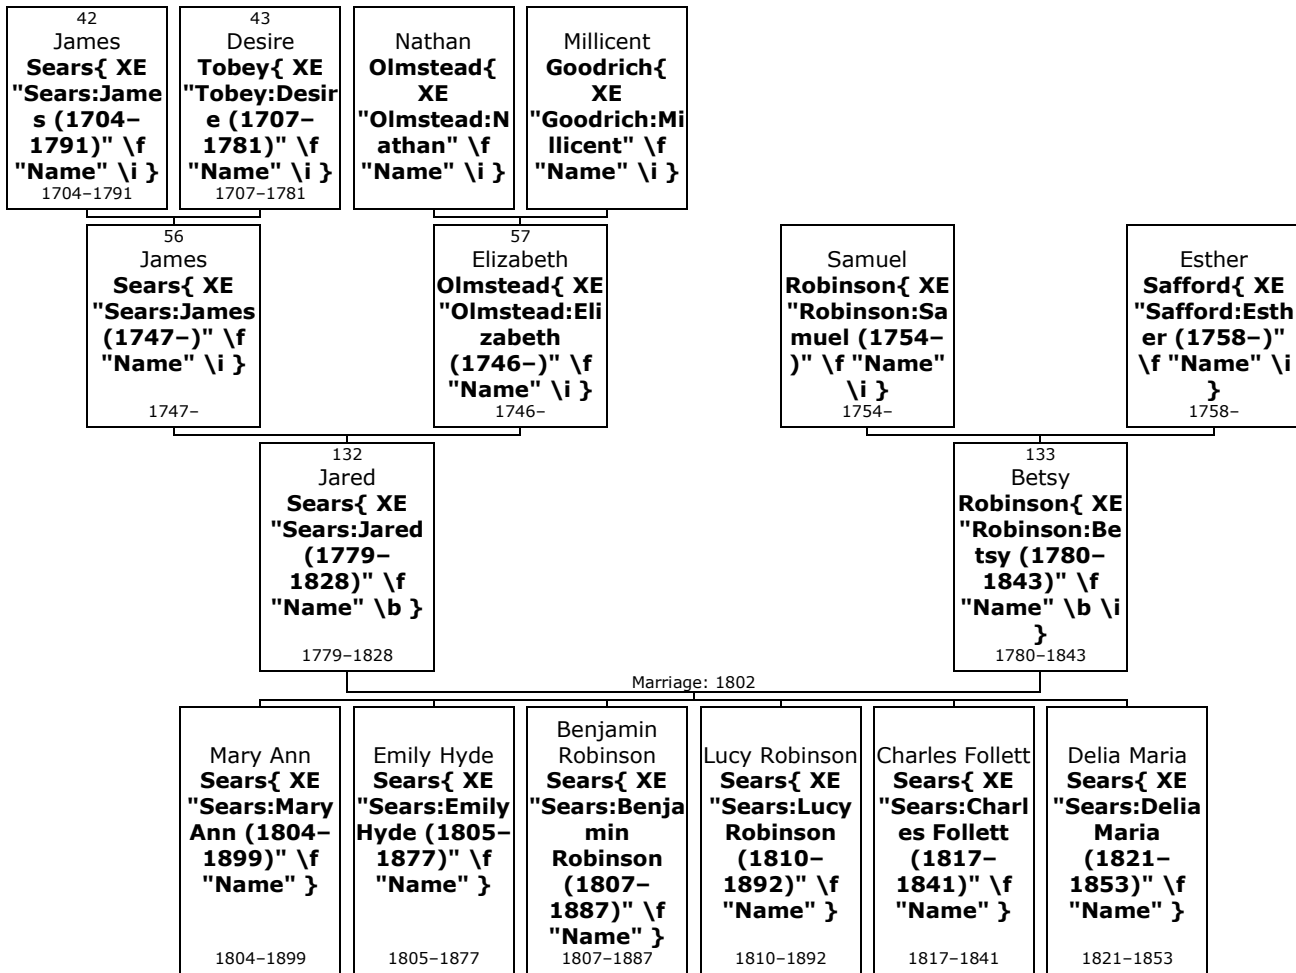 42
James
Sears{ XE
"Sears:Jame
s (1704–
1791)" \f
"Name" \i }
1704–1791
43
Desire
Tobey{ XE
"Tobey:Desir
e (1707–
1781)" \f
"Name" \i }
1707–1781
Nathan
Olmstead{
XE
"Olmstead:N
athan" \f
"Name" \i }
Millicent
Goodrich{
XE
"Goodrich:Mi
llicent" \f
"Name" \i }
56
James
Sears{ XE
"Sears:James
(1747–)" \f
"Name" \i }
1747–
57
Elizabeth
Olmstead{ XE
"Olmstead:Eli
zabeth
(1746–)" \f
"Name" \i }
1746–
Samuel
Robinson{ XE
"Robinson:Sa
muel (1754–
)" \f "Name"
\i }
1754–
Esther
Safford{ XE
"Safford:Esth
er (1758–)"
\f "Name" \i
}
1758–
132
Jared
Sears{ XE
"Sears:Jared
(1779–
1828)" \f
"Name" \b }
1779–1828
133
Betsy
Robinson{ XE
"Robinson:Be
tsy (1780–
1843)" \f
"Name" \b \i
}
1780–1843
Marriage: 1802
Mary Ann
Sears{ XE
"Sears:Mary
Ann (1804–
1899)" \f
"Name" }
1804–1899
Emily Hyde
Sears{ XE
"Sears:Emily
Hyde (1805–
1877)" \f
"Name" }
1805–1877
Benjamin
Robinson
Sears{ XE
"Sears:Benja
min
Robinson
(1807–
1887)" \f
"Name" }
1807–1887
Lucy Robinson
Sears{ XE
"Sears:Lucy
Robinson
(1810–
1892)" \f
"Name" }
1810–1892
Charles Follett
Sears{ XE
"Sears:Charl
es Follett
(1817–
1841)" \f
"Name" }
1817–1841
Delia Maria
Sears{ XE
"Sears:Delia
Maria
(1821–
1853)" \f
"Name" }
1821–1853